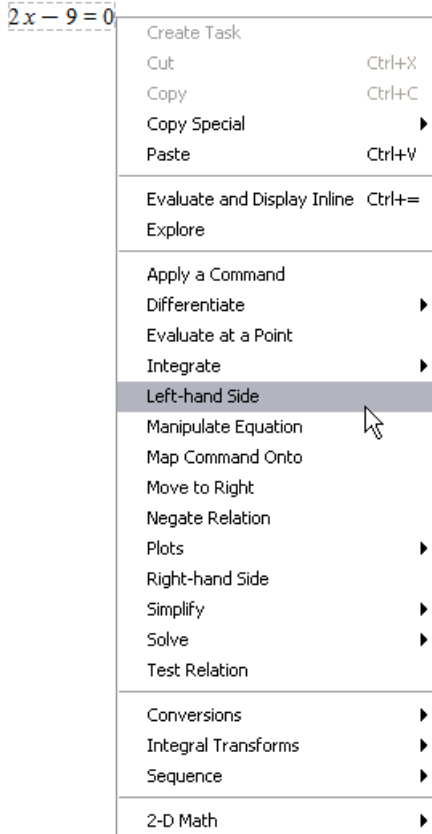 2 x − 9 = 0
Create Task
Cut Ctrl+X
Copy Ctrl+C
Copy Special
Paste Ctrl+V
Evaluate and Display Inline Ctrl+=
Explore
Apply a Command
Differentiate
Evaluate at a Point
Integrate
Left-hand Side
Manipulate Equation
Map Command Onto
Move to Right
Negate Relation
Plots
Right-hand Side
Simplify
Solve
Test Relation
Conversions
Integral Transforms
Sequence
2-D Math